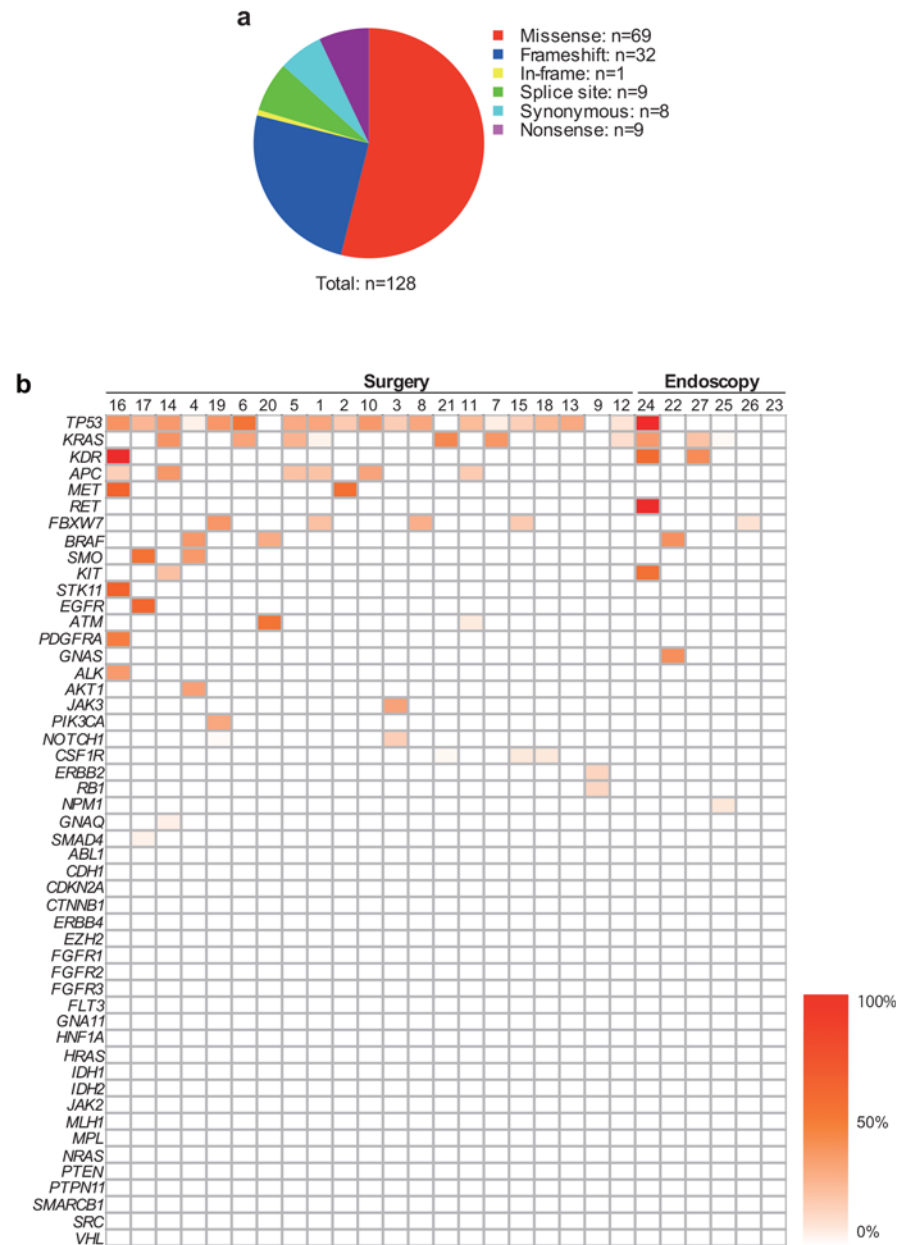 a
Missense: n=69
Frameshift: n=32
In-frame: n=1
Splice site: n=9
Synonymous: n=8
Nonsense: n=9
Total: n=128
b
Surgery Endoscopy
16 17 14 4 19 6 20 5 1 2 10 3 8 21 11 7 15 18 13 9 12 24 22 27 25 26 23
TP53
KRAS
KDR
APC
MET
RET
FBXW7
BRAF
SMO
KIT
STK11
EGFR
ATM
PDGFRA
GNAS
ALK
AKT1
JAK3
PIK3CA
NOTCH1
CSF1R
ERBB2
RB1
NPM1
GNAQ
SMAD4
ABL1
CDH1
CDKN2A
CTNNB1
ERBB4
EZH2
FGFR1
FGFR2
FGFR3
FLT3
GNA11
HNF1A
HRAS
IDH1
IDH2
JAK2
MLH1
MPL
NRAS
PTEN
PTPN11
SMARCB1
SRC
VHL
100%
50%
0%